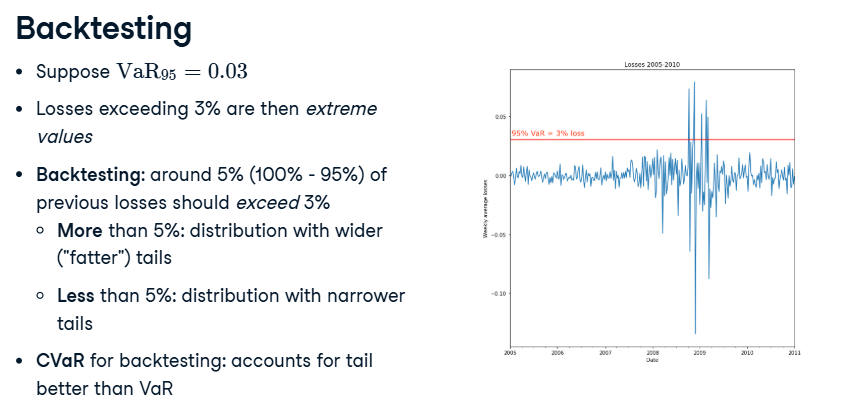 Backtesting
• Suppose VaR₉₅ = 0.03
• Losses exceeding 3% are then extreme
values
• Backtesting: around 5% (100% - 95%) of
previous losses should exceed 3%
○ More than 5%: distribution with wider
("fatter") tails
○ Less than 5%: distribution with narrower
tails
• CVaR for backtesting: accounts for tail
better than VaR
Losses 2005-2010
95% VaR = 3% loss
Weekly average losses
0.05
0.00
−0.05
−0.10
2005 2006 2007 2008 2009 2010 2011
Date